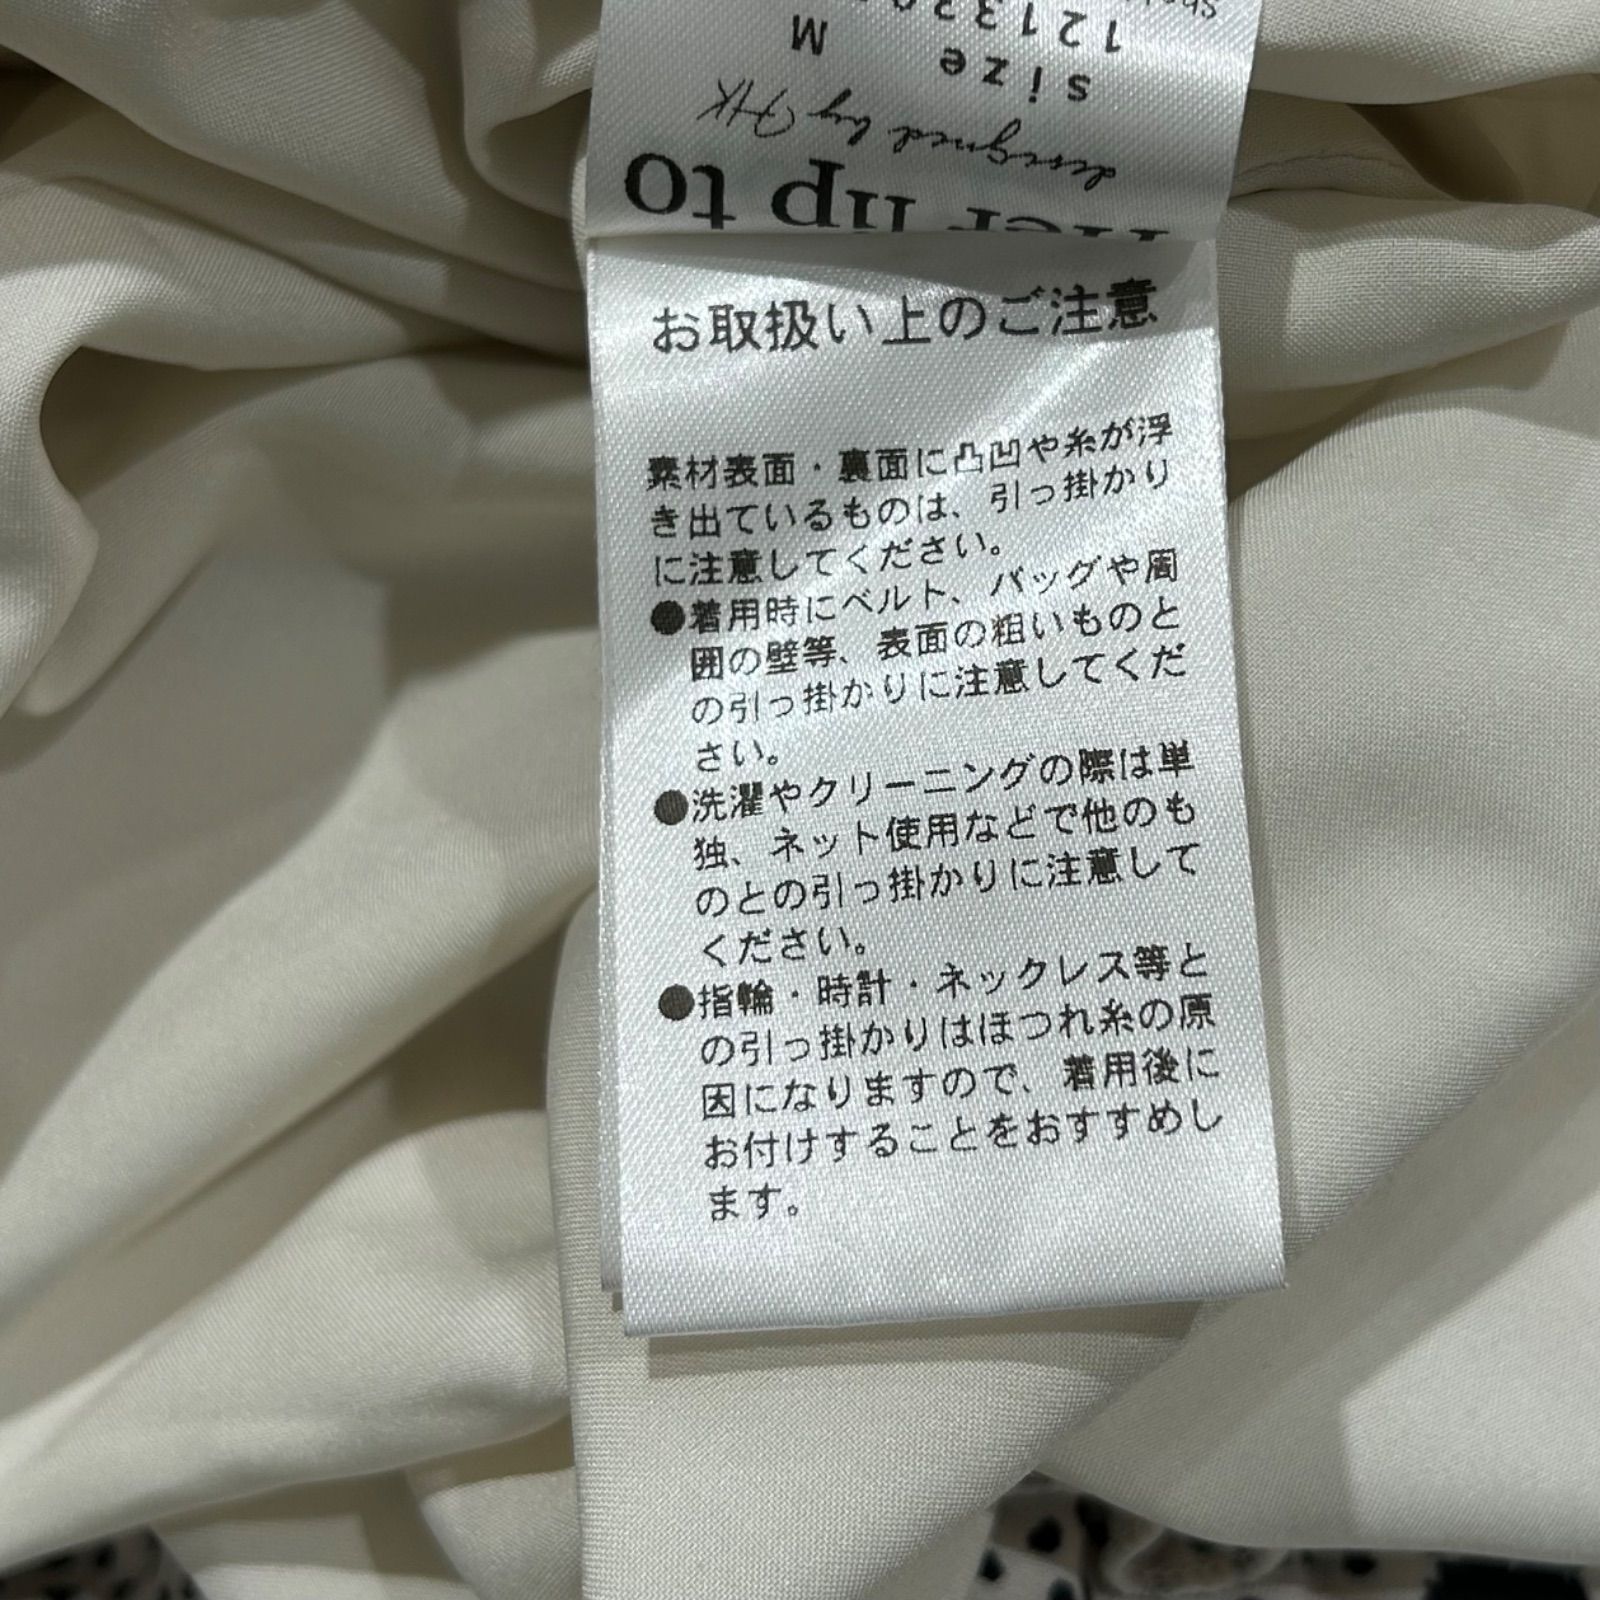 Her lip to
designed by HK
size M
お取扱い上のご注意
素材表面・裏面に凸凹や糸が浮
き出ているものは、引っ掛かり
に注意してください。
●着用時にベルト、バッグや周
囲の壁等、表面の粗いものと
の引っ掛かりに注意してくだ
さい。
●洗濯やクリーニングの際は単
独、ネット使用などで他のも
のとの引っ掛かりに注意して
ください。
●指輪・時計・ネックレス等と
の引っ掛かりはほつれ糸の原
因になりますので、着用後に
お付けすることをおすすめし
ます。